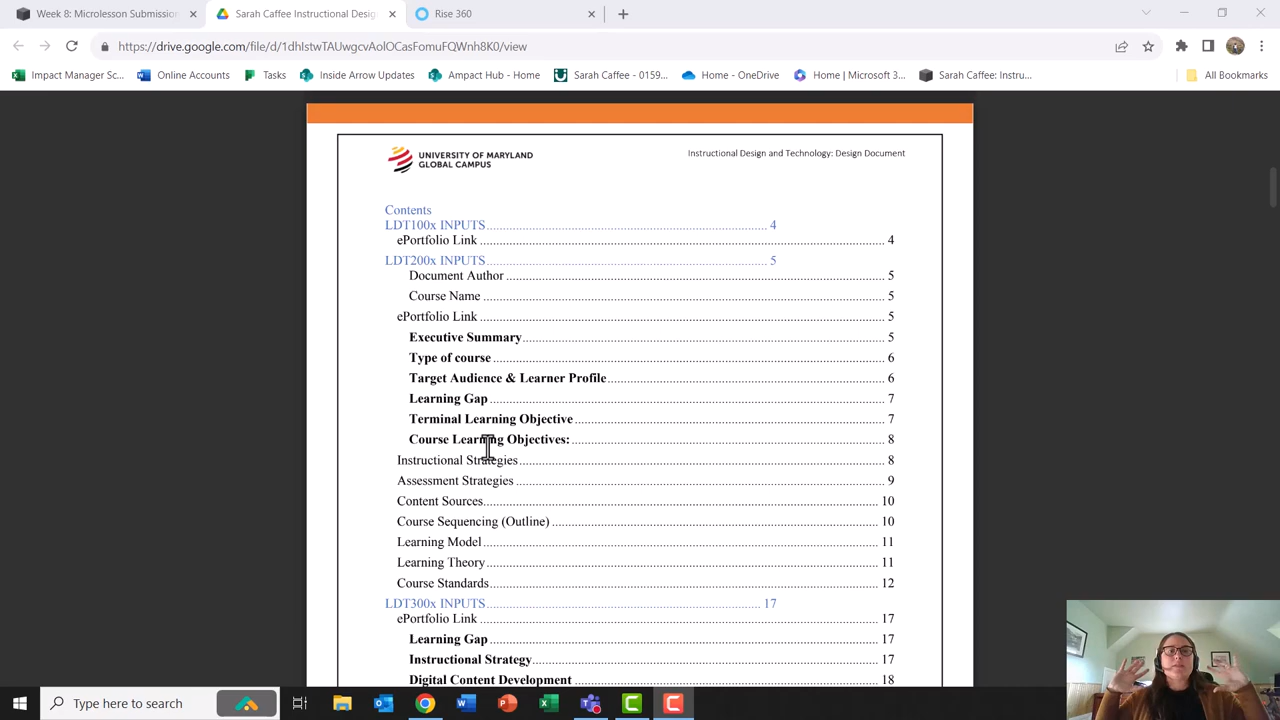 Week 8: Microlesson Submission
Sarah Caffee Instructional Desig
Rise 360
https://drive.google.com/file/d/1dhIstwTAUwgcvAolOCasFomuFQWnh8K0/view
Impact Manager Sc...
Online Accounts
Tasks
Inside Arrow Updates
Ampact Hub - Home
Sarah Caffee - 0159...
Home - OneDrive
Home | Microsoft 3...
Sarah Caffee: Instru...
All Bookmarks
UNIVERSITY OF MARYLAND
GLOBAL CAMPUS
Instructional Design and Technology: Design Document
Contents
LDT100x INPUTS 4
ePortfolio Link 4
LDT200x INPUTS 5
Document Author 5
Course Name 5
ePortfolio Link 5
Executive Summary 5
Type of course 6
Target Audience & Learner Profile 6
Learning Gap 7
Terminal Learning Objective 7
Course Learning Objectives: 8
Instructional Strategies 8
Assessment Strategies 9
Content Sources 10
Course Sequencing (Outline) 10
Learning Model 11
Learning Theory 11
Course Standards 12
LDT300x INPUTS 17
ePortfolio Link 17
Learning Gap 17
Instructional Strategy 17
Digital Content Development 18
Type here to search